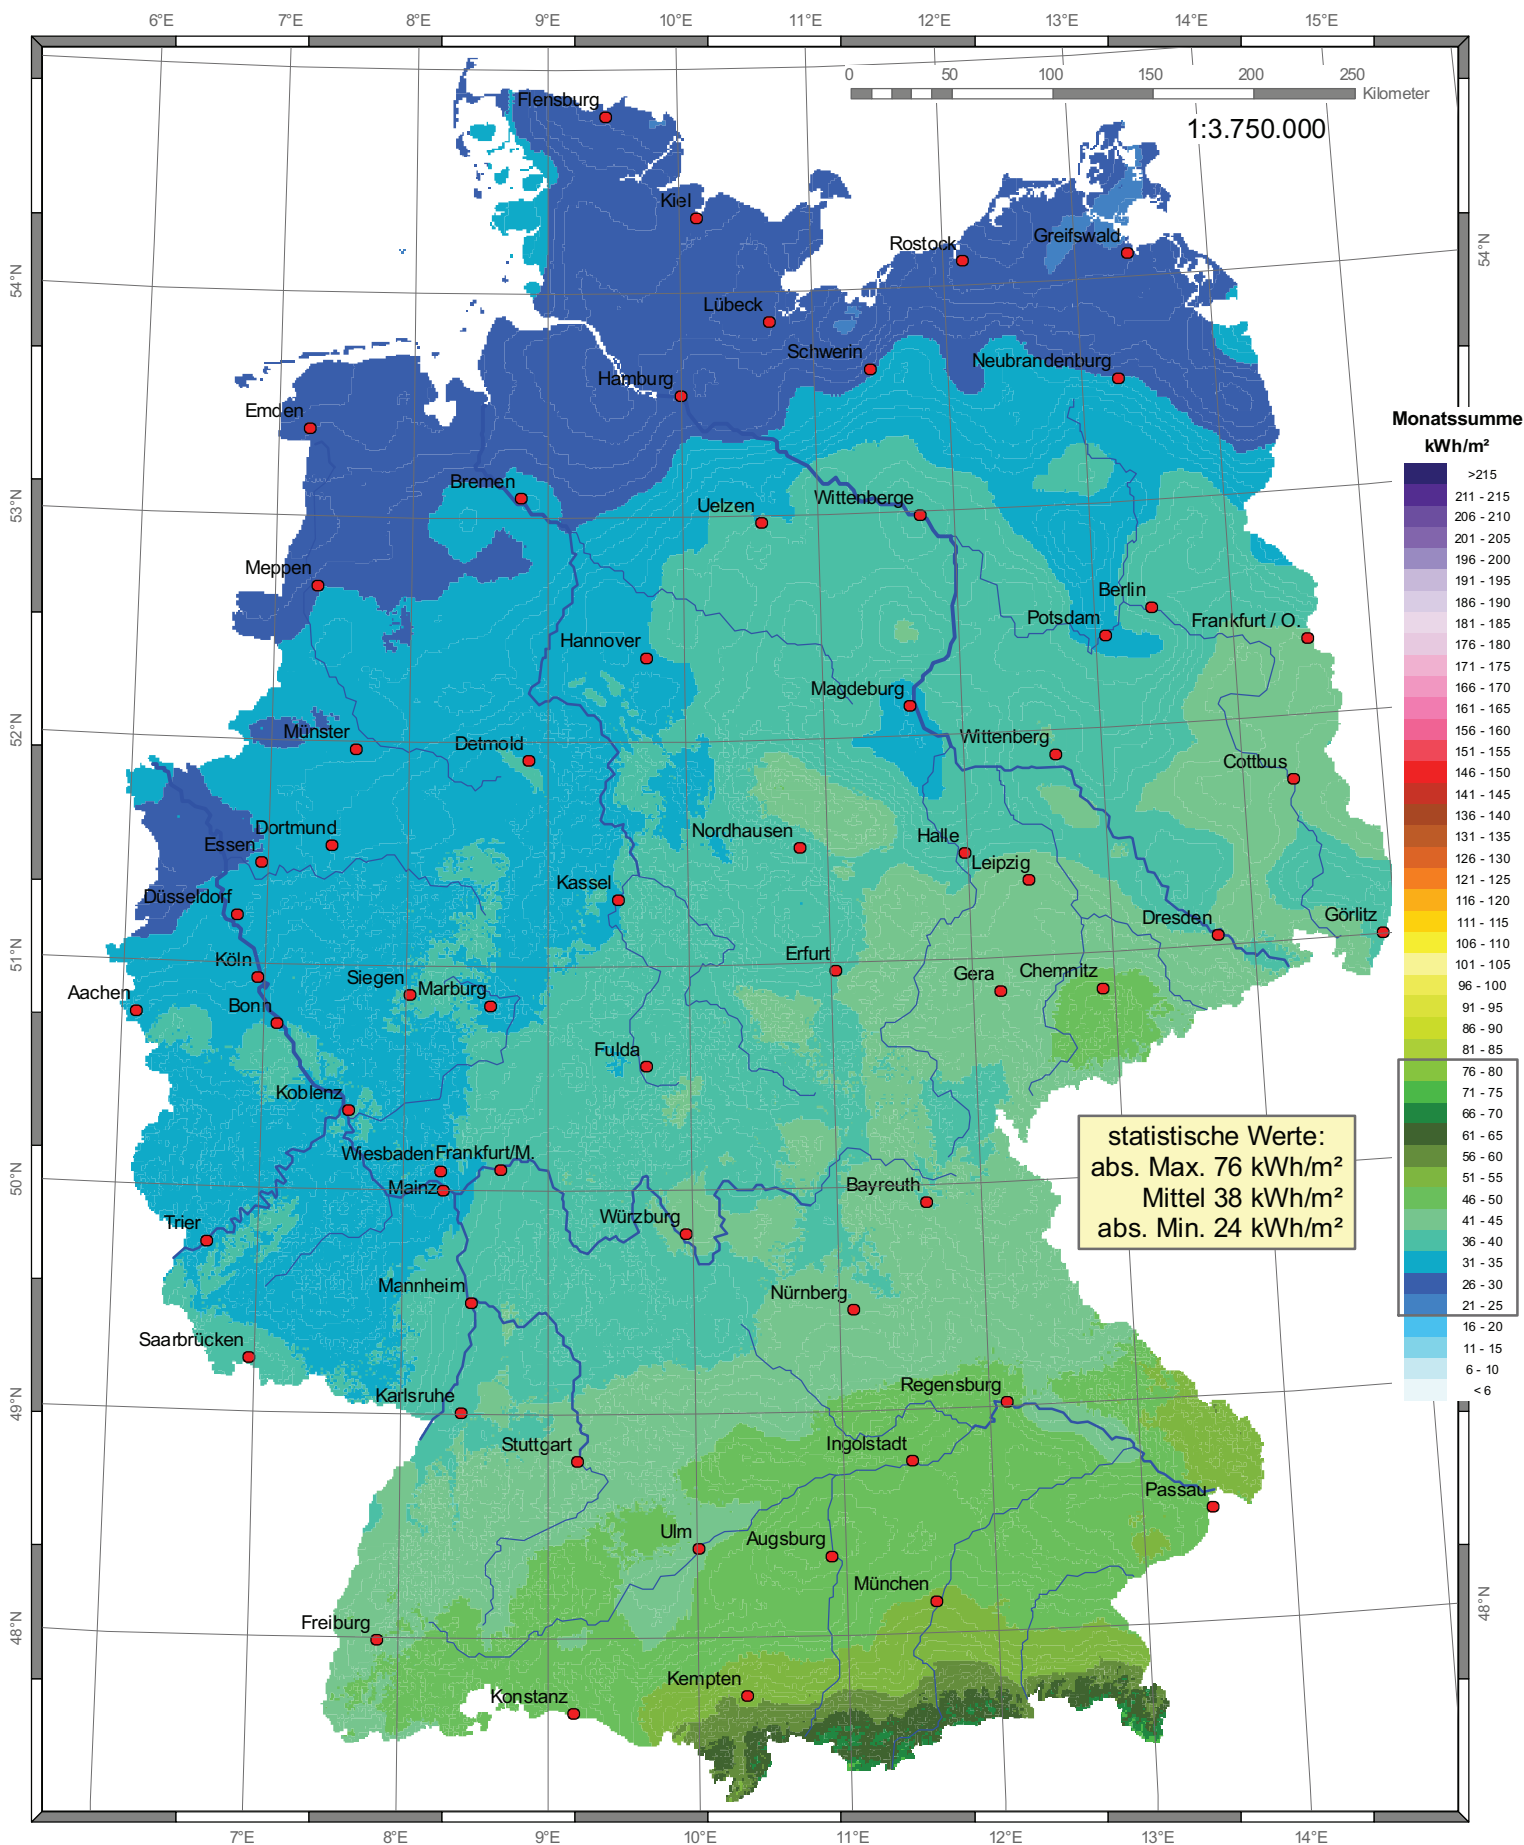 6°E 7°E 8°E 9°E 10°E 11°E 12°E 13°E 14°E 15°E
0 50 100 150 200 250
Kilometer
1:3.750.000
Flensburg
Kiel
Rostock
Greifswald
54°N
54°N
Lübeck
Schwerin
Neubrandenburg
Hamburg
Emden
Bremen
53°N
Uelzen
Wittenberge
Meppen
Berlin
Potsdam
Frankfurt / O.
Hannover
Magdeburg
52°N
Münster
Detmold
Wittenberg
Cottbus
Dortmund
Essen
Nordhausen
Halle
Leipzig
Düsseldorf
Kassel
Dresden
Görlitz
51°N
Köln
Siegen
Marburg
Erfurt
Gera
Chemnitz
Aachen
Bonn
Fulda
Koblenz
50°N
Wiesbaden
Frankfurt/M.
Mainz
Bayreuth
Trier
Würzburg
Mannheim
Nürnberg
Saarbrücken
49°N
Karlsruhe
Regensburg
Stuttgart
Ingolstadt
Passau
Ulm
Augsburg
München
48°N
48°N
Freiburg
Kempten
Konstanz
Monatssumme
kWh/m²
>215
211 - 215
206 - 210
201 - 205
196 - 200
191 - 195
186 - 190
181 - 185
176 - 180
171 - 175
166 - 170
161 - 165
156 - 160
151 - 155
146 - 150
141 - 145
136 - 140
131 - 135
126 - 130
121 - 125
116 - 120
111 - 115
106 - 110
101 - 105
96 - 100
91 - 95
86 - 90
81 - 85
76 - 80
71 - 75
66 - 70
61 - 65
56 - 60
51 - 55
46 - 50
41 - 45
36 - 40
31 - 35
26 - 30
21 - 25
16 - 20
11 - 15
6 - 10
< 6
statistische Werte:
abs. Max. 76 kWh/m²
Mittel 38 kWh/m²
abs. Min. 24 kWh/m²
7°E 8°E 9°E 10°E 11°E 12°E 13°E 14°E